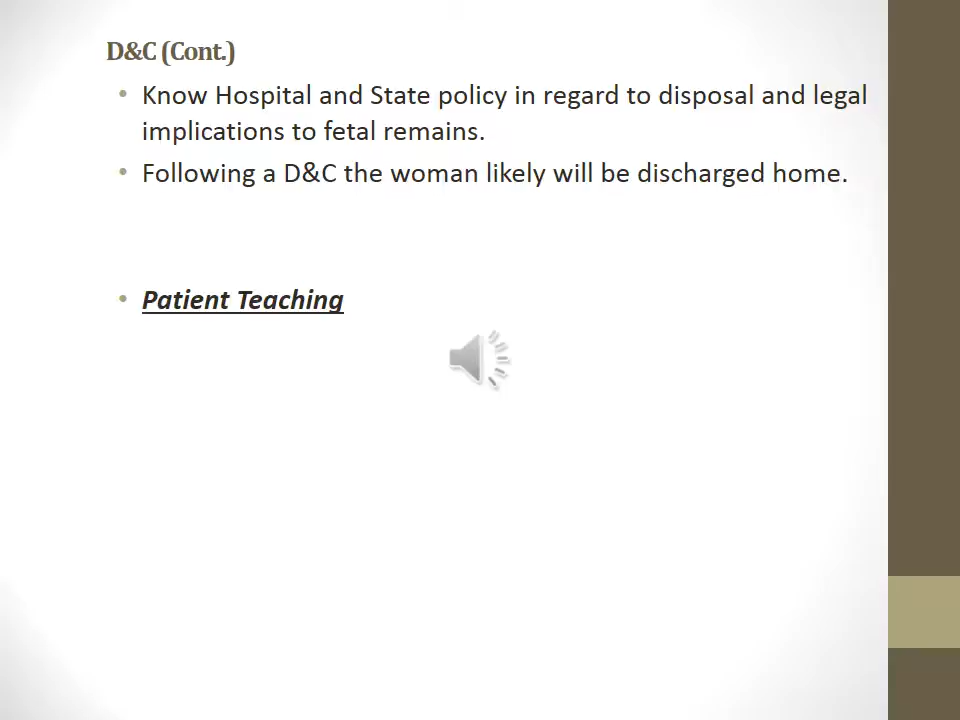 D&C (Cont.)
• Know Hospital and State policy in regard to disposal and legal
implications to fetal remains.
• Following a D&C the woman likely will be discharged home.
• Patient Teaching